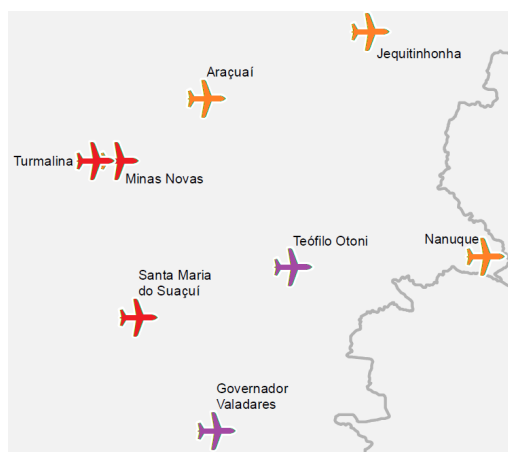 Jequitinhonha
Araçuaí
Turmalina
Minas Novas
Teófilo Otoni
Nanuque
Santa Maria
do Suaçuí
Governador
Valadares